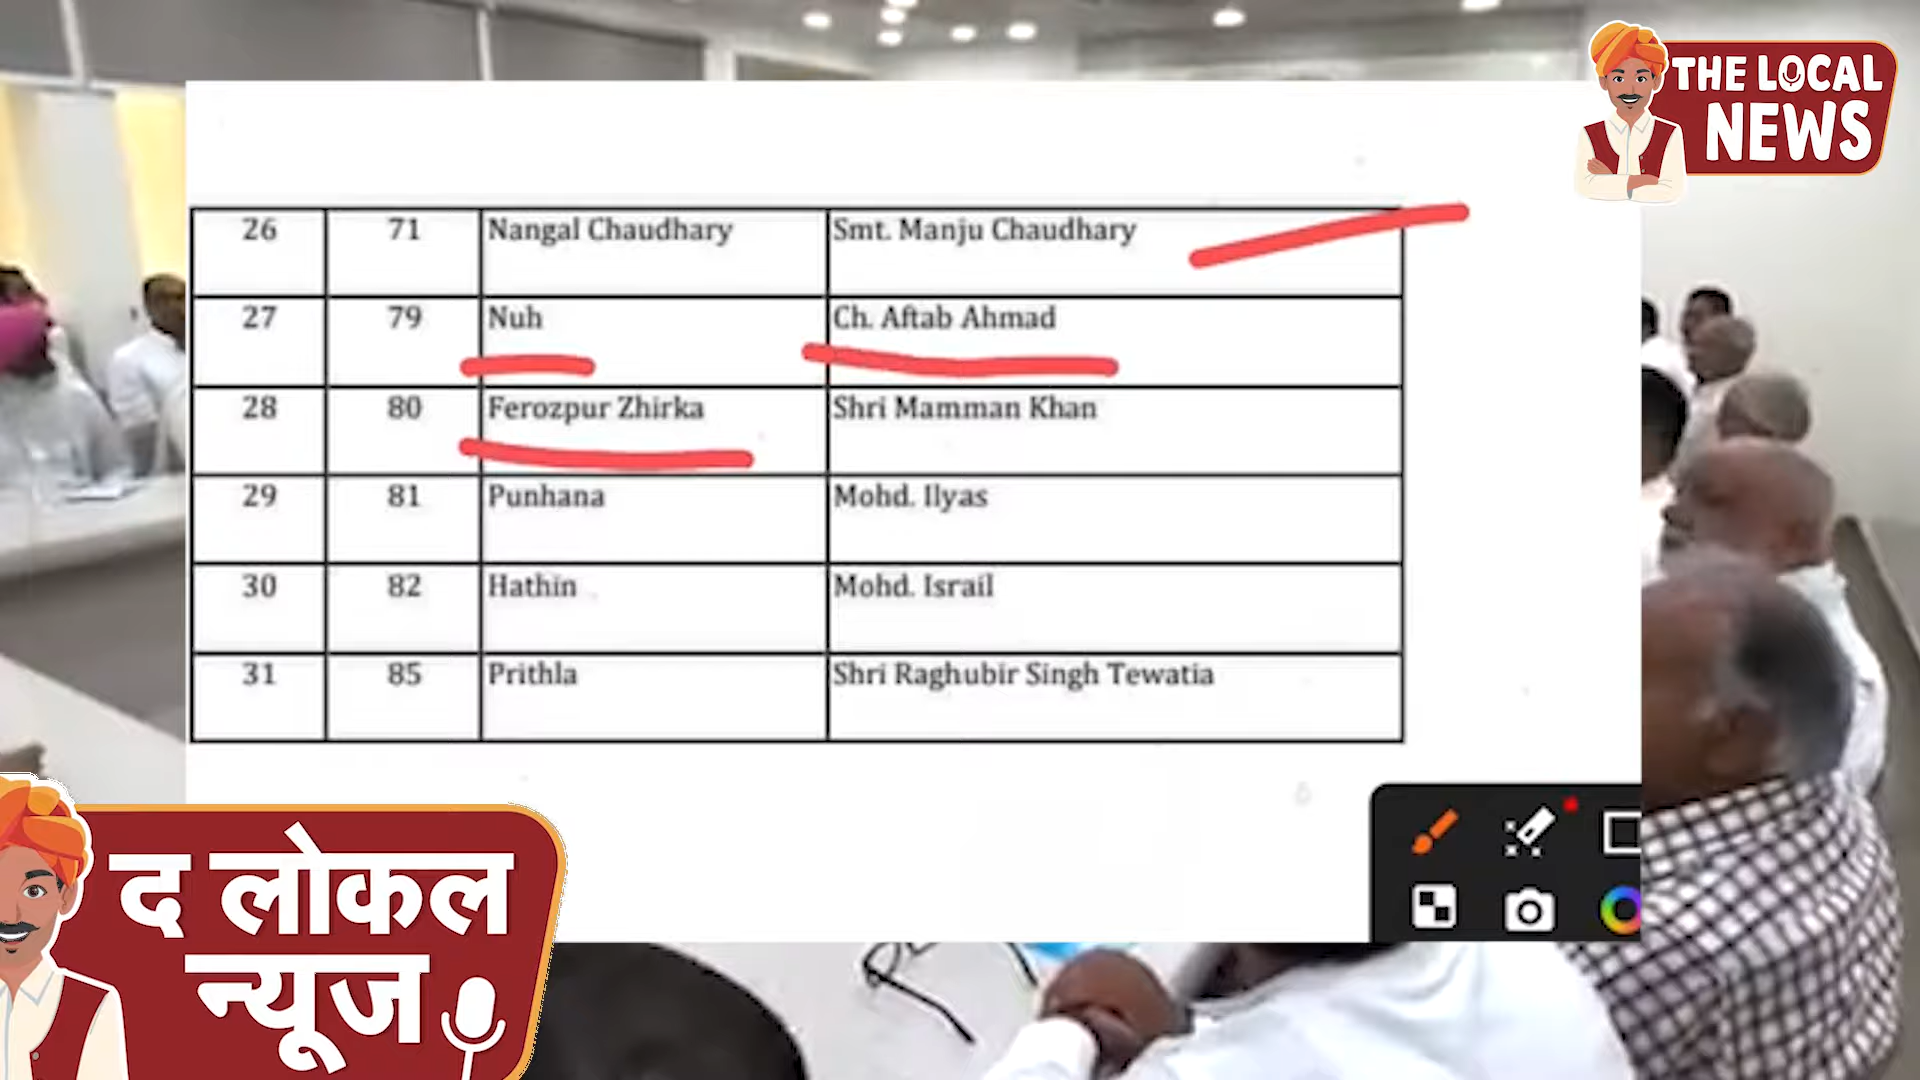 THE LOCAL
NEWS
26 71 Nangal Chaudhary Smt. Manju Chaudhary
27 79 Nuh Ch. Aftab Ahmad
28 80 Ferozpur Zhirka Shri Mamman Khan
29 81 Punhana Mohd. Ilyas
30 82 Hathin Mohd. Israil
31 85 Prithla Shri Raghubir Singh Tewatia
द लोकल
न्यूज